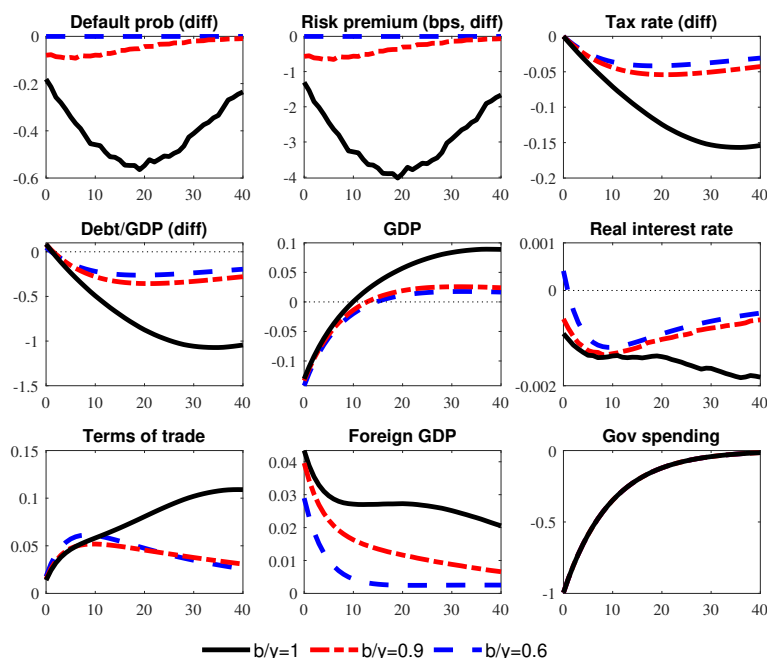 Default prob (diff)
Risk premium (bps, diff)
Tax rate (diff)
0
-0.2
-0.4
-0.6
0 10 20 30 40
0
-1
-2
-3
-4
0 10 20 30 40
0
-0.05
-0.1
-0.15
-0.2
0 10 20 30 40
Debt/GDP (diff)
GDP
Real interest rate
0
-0.5
-1
-1.5
0 10 20 30 40
0.1
0.05
0
-0.05
-0.1
0 10 20 30 40
0.001
0
-0.002
0 10 20 30 40
Terms of trade
Foreign GDP
Gov spending
0.15
0.1
0.05
0
0 10 20 30 40
0.04
0.03
0.02
0.01
0
0 10 20 30 40
0
-0.5
-1
0 10 20 30 40
b/y=1 b/y=0.9 b/y=0.6